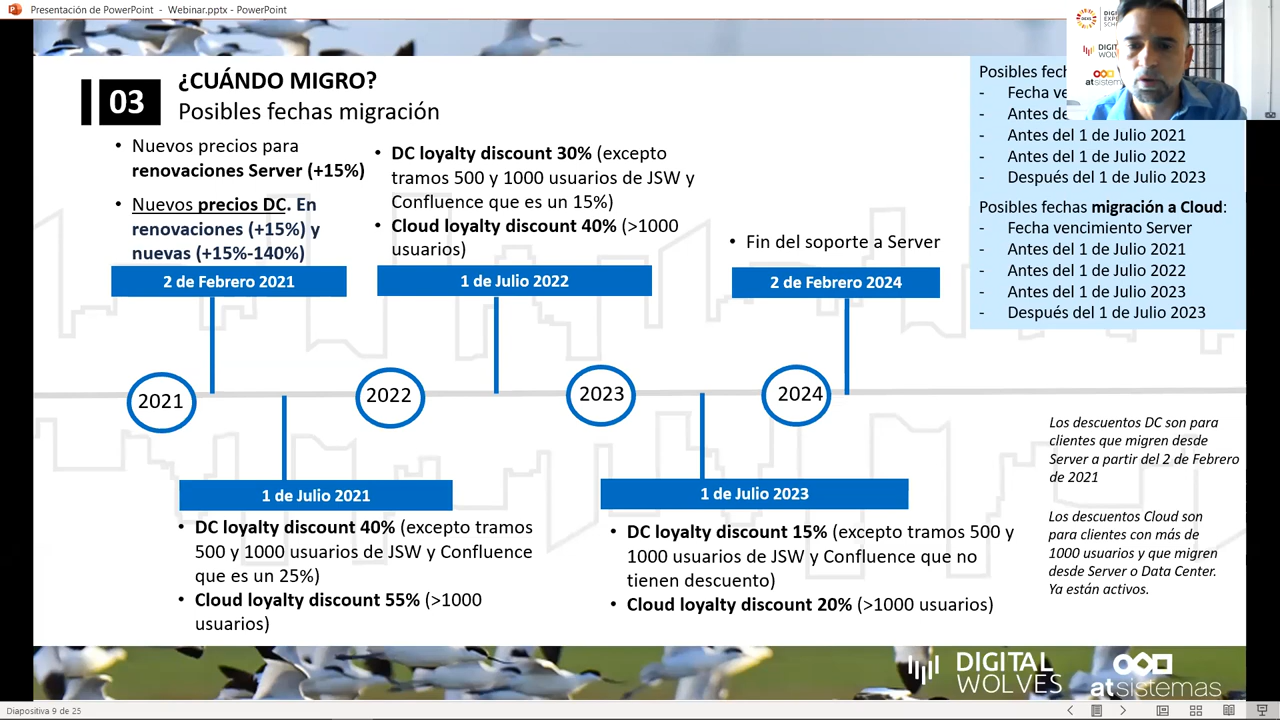 Presentación de PowerPoint - Webinar.pptx - PowerPoint
03
¿CUÁNDO MIGRO?
Posibles fechas migración
• Nuevos precios para
renovaciones Server (+15%)
• Nuevos precios DC. En
renovaciones (+15%) y
nuevas (+15%-140%)
2 de Febrero 2021
• DC loyalty discount 30% (excepto
tramos 500 y 1000 usuarios de JSW y
Confluence que es un 15%)
• Cloud loyalty discount 40% (>1000
usuarios)
1 de Julio 2022
• Fin del soporte a Server
2 de Febrero 2024
Posibles
- Fecha
- Antes
- Antes del 1 de Julio 2021
- Antes del 1 de Julio 2022
- Después del 1 de Julio 2023
Posibles fechas migración a Cloud:
- Fecha vencimiento Server
- Antes del 1 de Julio 2021
- Antes del 1 de Julio 2022
- Antes del 1 de Julio 2023
- Después del 1 de Julio 2023
2021
2022
2023
2024
1 de Julio 2021
• DC loyalty discount 40% (excepto tramos
500 y 1000 usuarios de JSW y Confluence
que es un 25%)
• Cloud loyalty discount 55% (>1000
usuarios)
1 de Julio 2023
• DC loyalty discount 15% (excepto tramos 500 y
1000 usuarios de JSW y Confluence que no
tienen descuento)
• Cloud loyalty discount 20% (>1000 usuarios)
Los descuentos DC son para
clientes que migren desde
Server a partir del 2 de Febrero
de 2021
Los descuentos Cloud son
para clientes con más de
1000 usuarios y que migren
desde Server o Data Center.
Ya están activos.
DIGITAL
WOLVES
atsistemas
Diapositiva 9 de 25